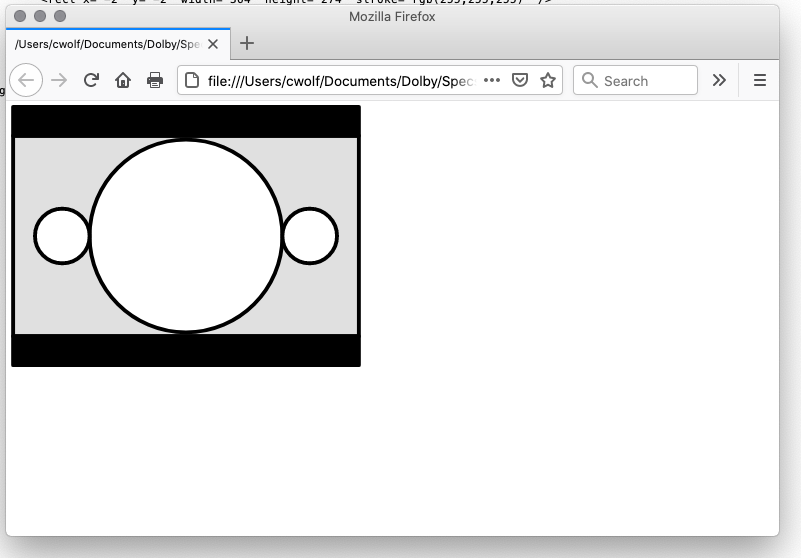 Mozilla Firefox
/Users/cwolf/Documents/Dolby/Spe
file:///Users/cwolf/Documents/Dolby/Spec
Search